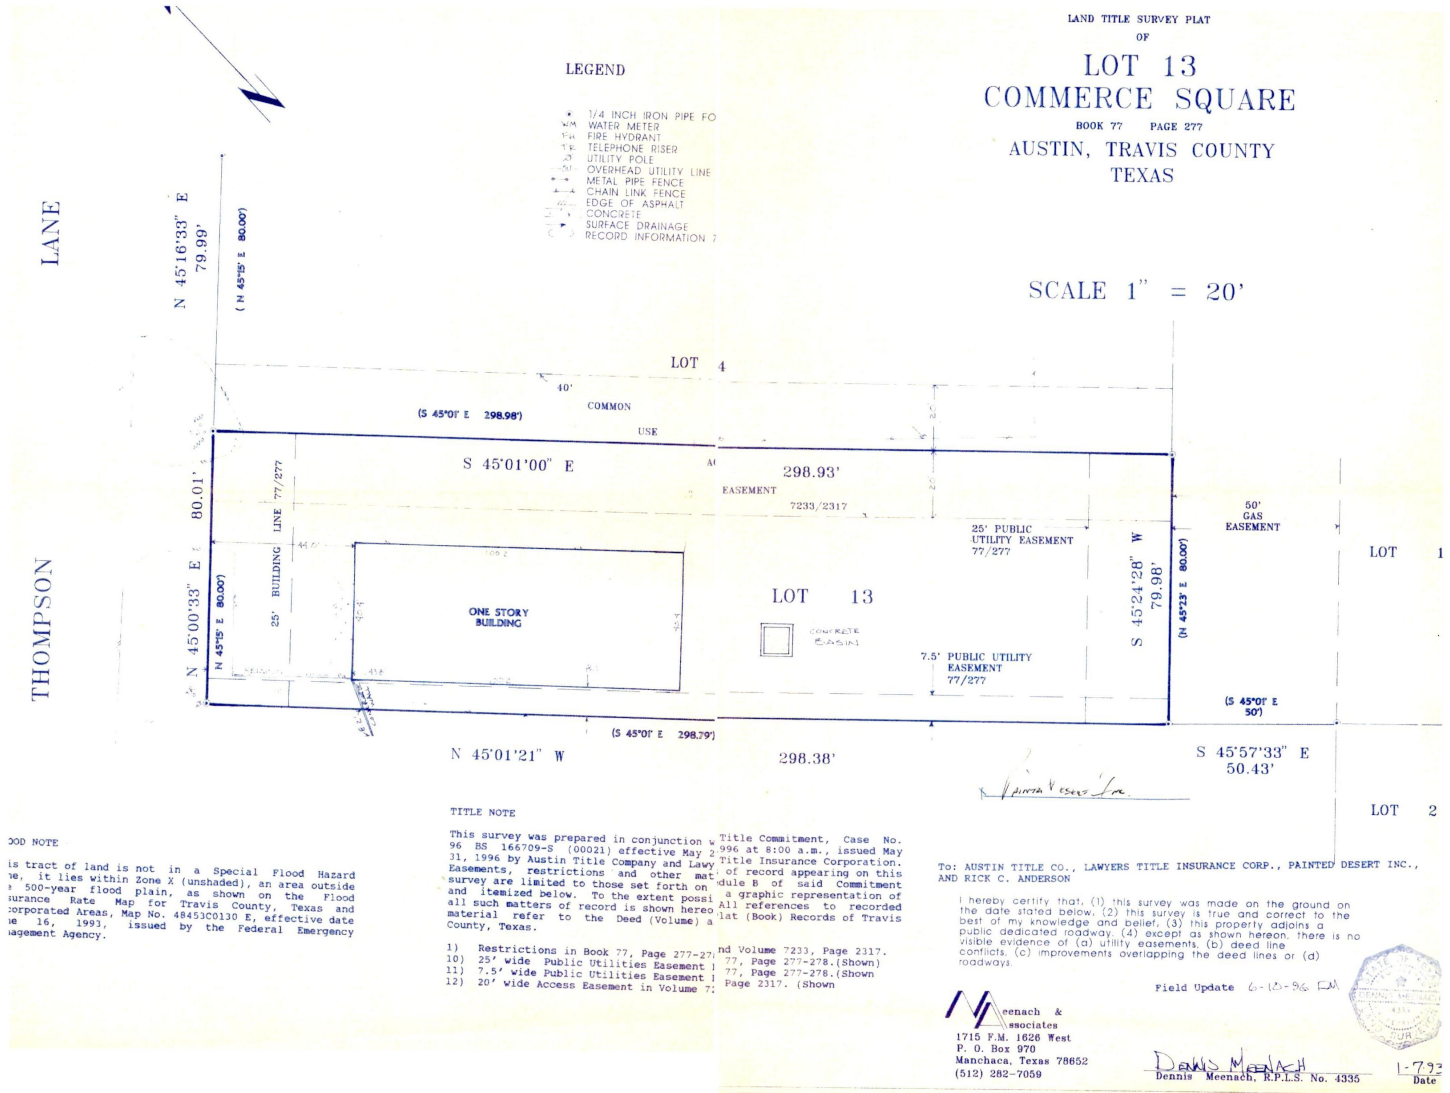 LAND TITLE SURVEY PLAT
OF
LOT 13
COMMERCE SQUARE
BOOK 77 PAGE 277
AUSTIN, TRAVIS COUNTY
TEXAS
SCALE 1" = 20'
LEGEND
1/4 INCH IRON PIPE FO
WM WATER METER
FH FIRE HYDRANT
TR TELEPHONE RISER
UTILITY POLE
OVERHEAD UTILITY LINE
METAL PIPE FENCE
CHAIN LINK FENCE
EDGE OF ASPHALT
CONCRETE
SURFACE DRAINAGE
RECORD INFORMATION
LANE
THOMPSON
N 45°16'33" E
79.99'
( N 45°15' E 80.00')
LOT 4
40'
COMMON
USE
(S 45°01' E 298.98')
20'
S 45°01'00" E
298.93'
EASEMENT
7233/2317
20'
N 45°00'33" E 80.01'
N 45°15' E 80.00')
25' BUILDING LINE 77/277
ONE STORY
BUILDING
LOT 13
CONCRETE
BASIN
25' PUBLIC
UTILITY EASEMENT
77/277
7.5' PUBLIC UTILITY
EASEMENT
77/277
S 45°24'28" W
79.98'
(N 45°23' E 80.00')
50'
GAS
EASEMENT
LOT 1
(S 45°01' E
50')
(S 45°01' E 298.79')
N 45°01'21" W
298.38'
S 45°57'33" E
50.43'
LOT 2
OOD NOTE
is tract of land is not in a Special Flood Hazard
ne, it lies within Zone X (unshaded), an area outside
e 500-year flood plain, as shown on the Flood
surance Rate Map for Travis County, Texas and
corporated Areas, Map No. 48453C0130 E, effective date
ne 16, 1993, issued by the Federal Emergency
nagement Agency.
TITLE NOTE
This survey was prepared in conjunction w Title Commitment, Case No.
96 BS 166709-S (00021) effective May 2 996 at 8:00 a.m., issued May
31, 1996 by Austin Title Company and Lawy Title Insurance Corporation.
Easements, restrictions and other mat of record appearing on this
survey are limited to those set forth on dule B of said Commitment
and itemized below. To the extent possi a graphic representation of
all such matters of record is shown hereo All references to recorded
material refer to the Deed (Volume) a lat (Book) Records of Travis
County, Texas.
1) Restrictions in Book 77, Page 277-27 nd Volume 7233, Page 2317.
10) 25' wide Public Utilities Easement 77, Page 277-278.(Shown)
11) 7.5' wide Public Utilities Easement 77, Page 277-278.(Shown
12) 20' wide Access Easement in Volume 7 Page 2317. (Shown
To: AUSTIN TITLE CO., LAWYERS TITLE INSURANCE CORP., PAINTED DESERT INC.,
AND RICK C. ANDERSON
I hereby certify that, (1) this survey was made on the ground on
the date stated below, (2) this survey is true and correct to the
best of my knowledge and belief, (3) this property adjoins a
public dedicated roadway, (4) except as shown hereon, there is no
visible evidence of (a) utility easements, (b) deed line
conflicts, (c) improvements overlapping the deed lines or (d)
roadways.
Field Update 6-10-96 DM
DENNIS MEENACH
4335
eenach &
ssociates
1715 F.M. 1626 West
P. O. Box 970
Manchaca, Texas 78652
(512) 282-7059
DENNIS MEENACH
Dennis Meenach, R.P.L.S. No. 4335
1-7-93
Date